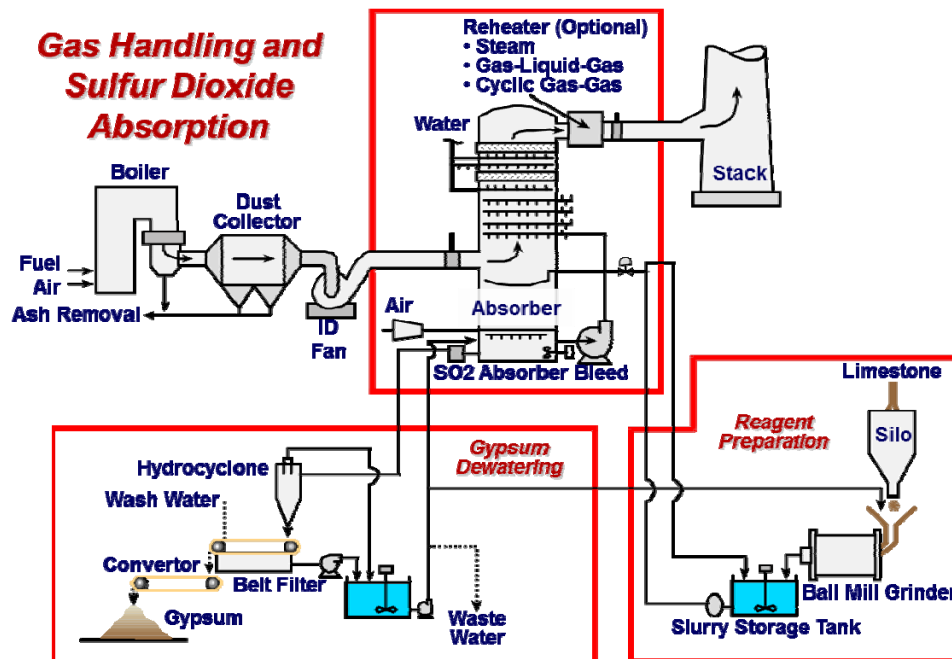 Gas Handling and
Sulfur Dioxide
Absorption
Reheater (Optional)
• Steam
• Gas-Liquid-Gas
• Cyclic Gas-Gas
Water
Stack
Boiler
Dust
Collector
Fuel
Air
Ash Removal
ID
Fan
Air
Absorber
SO2 Absorber Bleed
Limestone
Silo
Reagent
Preparation
Gypsum
Dewatering
Hydrocyclone
Wash Water
Convertor
Belt Filter
Gypsum
Waste
Water
Ball Mill Grinder
Slurry Storage Tank